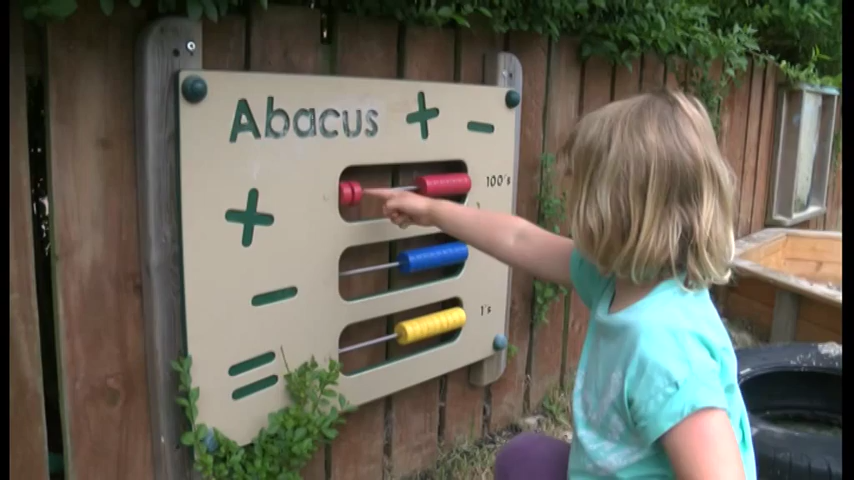 Abacus + −
+
100's
−
1's
=